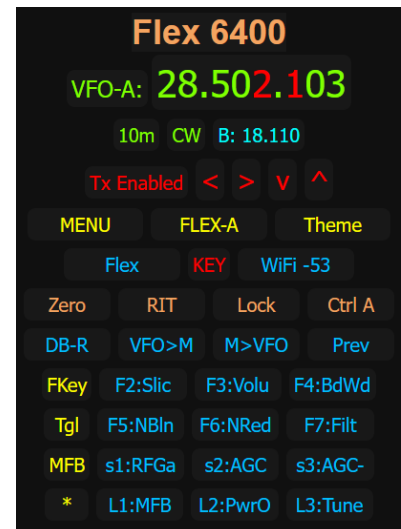 Flex 6400
VFO-A: 28.502.103
10m CW B: 18.110
Tx Enabled < > v ^
MENU FLEX-A Theme
Flex KEY WiFi -53
Zero RIT Lock Ctrl A
DB-R VFO>M M>VFO Prev
FKey F2:Slic F3:Volu F4:BdWd
Tgl F5:NBln F6:NRed F7:Filt
MFB s1:RFGa s2:AGC s3:AGC-
* L1:MFB L2:PwrO L3:Tune